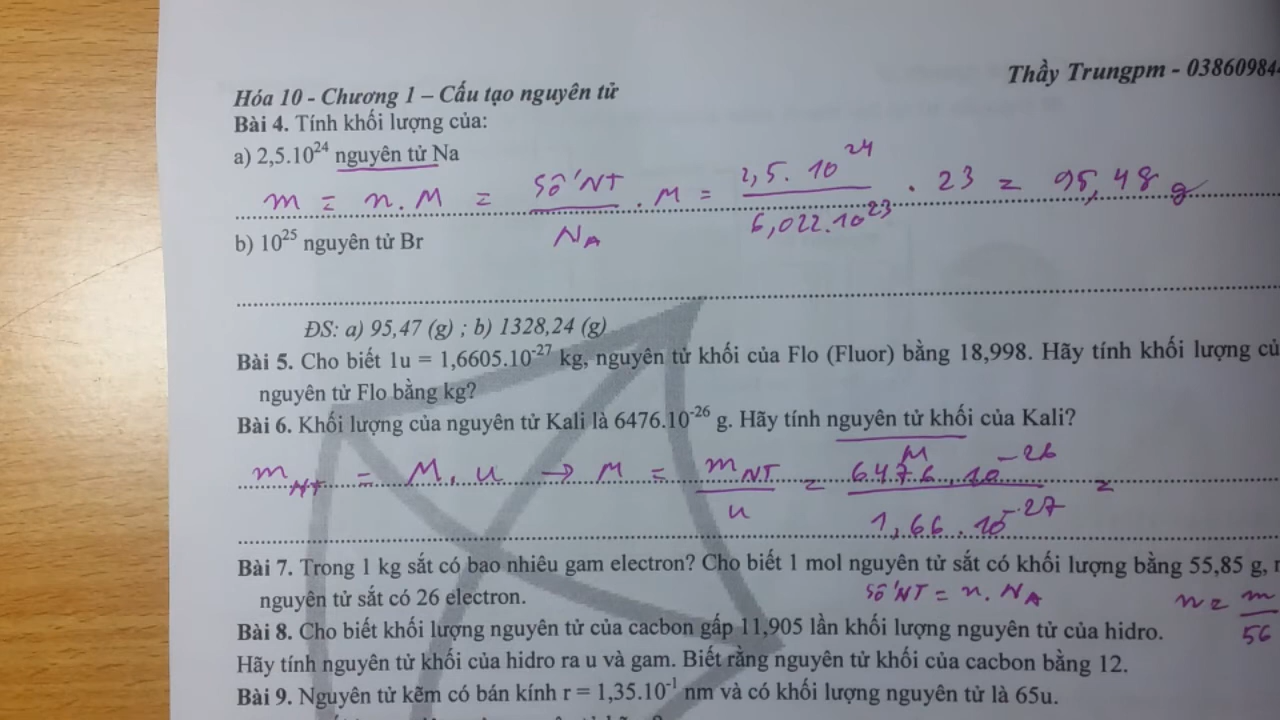 Thầy Trungpm - 03860984
Hóa 10 - Chương 1 – Cấu tạo nguyên tử
Bài 4. Tính khối lượng của:
a) 2,5.10²⁴ nguyên tử Na
m = n.M = Số NT / N_A . M = 2,5.10²⁴ / 6,022.10²³ . 23 = 95,48 g
b) 10²⁵ nguyên tử Br
ĐS: a) 95,47 (g) ; b) 1328,24 (g)
Bài 5. Cho biết 1u = 1,6605.10⁻²⁷ kg, nguyên tử khối của Flo (Fluor) bằng 18,998. Hãy tính khối lượng
nguyên tử Flo bằng kg?
Bài 6. Khối lượng của nguyên tử Kali là 6476.10⁻²⁶ g. Hãy tính nguyên tử khối của Kali?
M
m_NT = M.u → M = m_NT / u = 6476.10⁻²⁶ / 1,66.10⁻²⁷ =
Bài 7. Trong 1 kg sắt có bao nhiêu gam electron? Cho biết 1 mol nguyên tử sắt có khối lượng bằng 55,85 g,
nguyên tử sắt có 26 electron.
số NT = n.N_A
n = m / 56
Bài 8. Cho biết khối lượng nguyên tử của cacbon gấp 11,905 lần khối lượng nguyên tử của hidro.
Hãy tính nguyên tử khối của hidro ra u và gam. Biết rằng nguyên tử khối của cacbon bằng 12.
Bài 9. Nguyên tử kẽm có bán kính r = 1,35.10⁻¹ nm và có khối lượng nguyên tử là 65u.